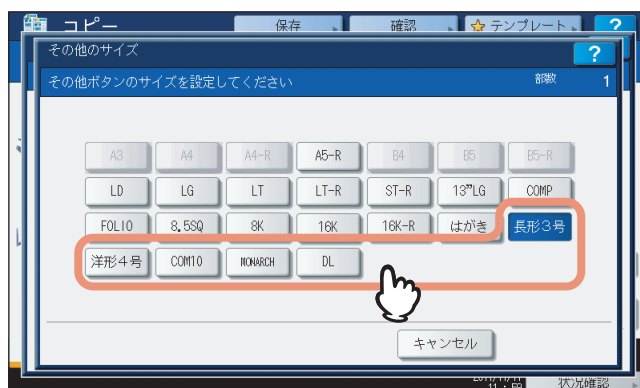 コピー 保存 確認 テンプレート ?
その他のサイズ ?
その他ボタンのサイズを設定してください 部数 1
A3 A4 A4-R A5-R B4 B5 B5-R
LD LG LT LT-R ST-R 13"LG COMP
FOLIO 8.5SQ 8K 16K 16K-R はがき 長形3号
洋形4号 COM10 MONARCH DL
キャンセル
状況確認